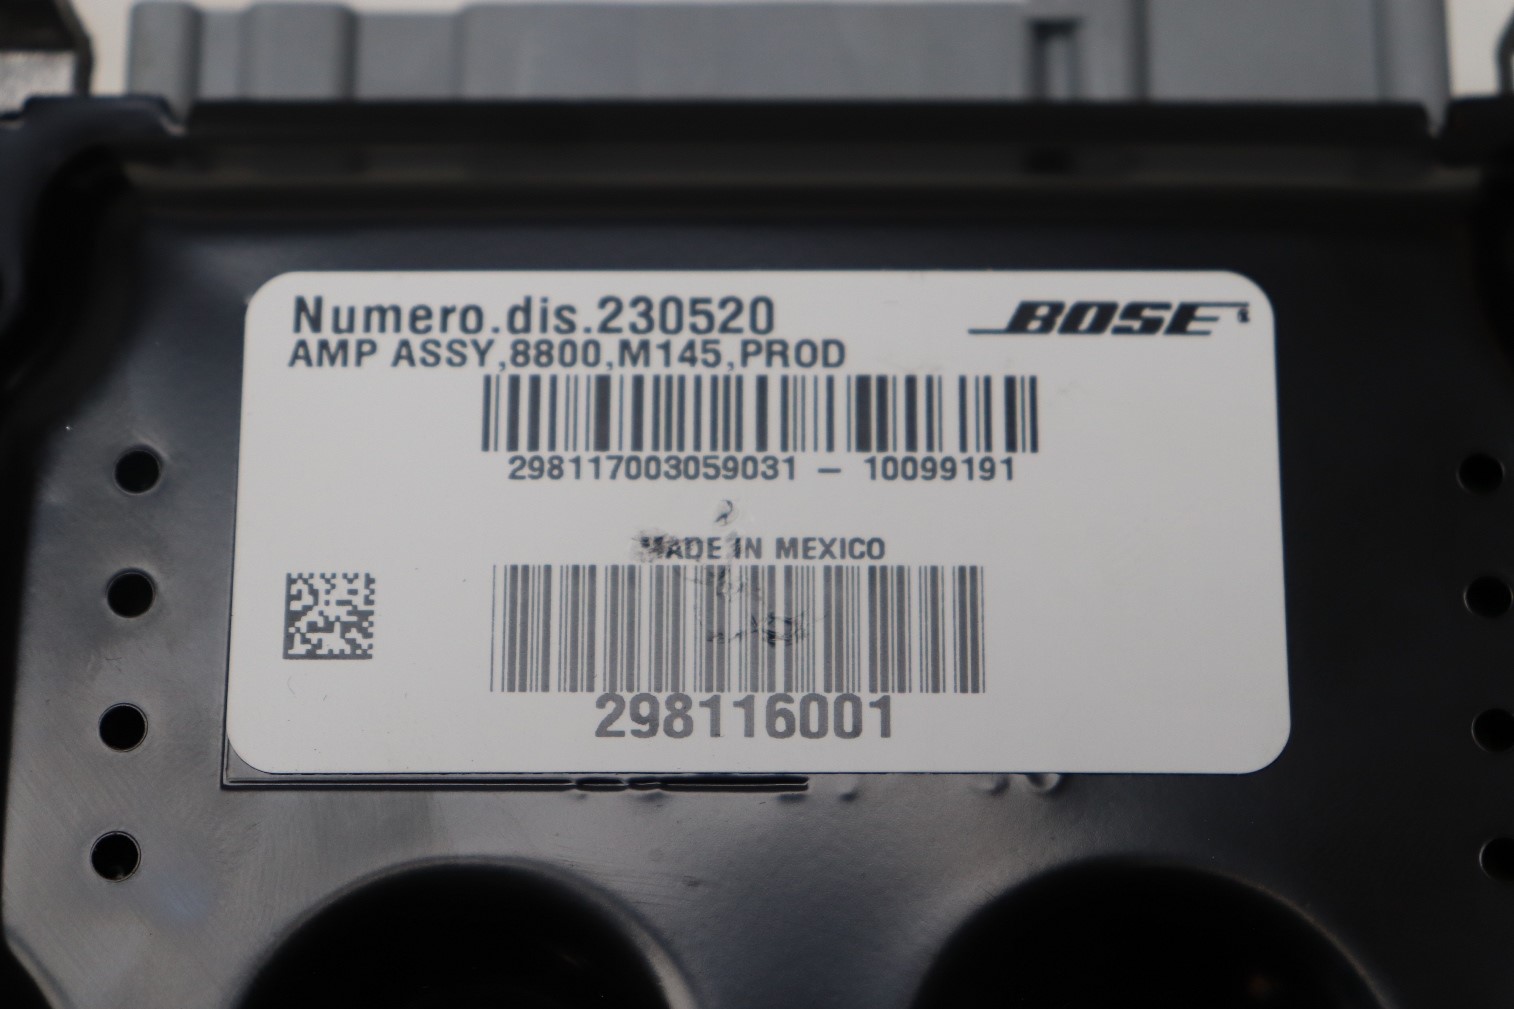 Numero.dis.230520
BOSE
AMP ASSY,8800,M145,PROD
298117003059031 – 10099191
MADE IN MEXICO
298116001